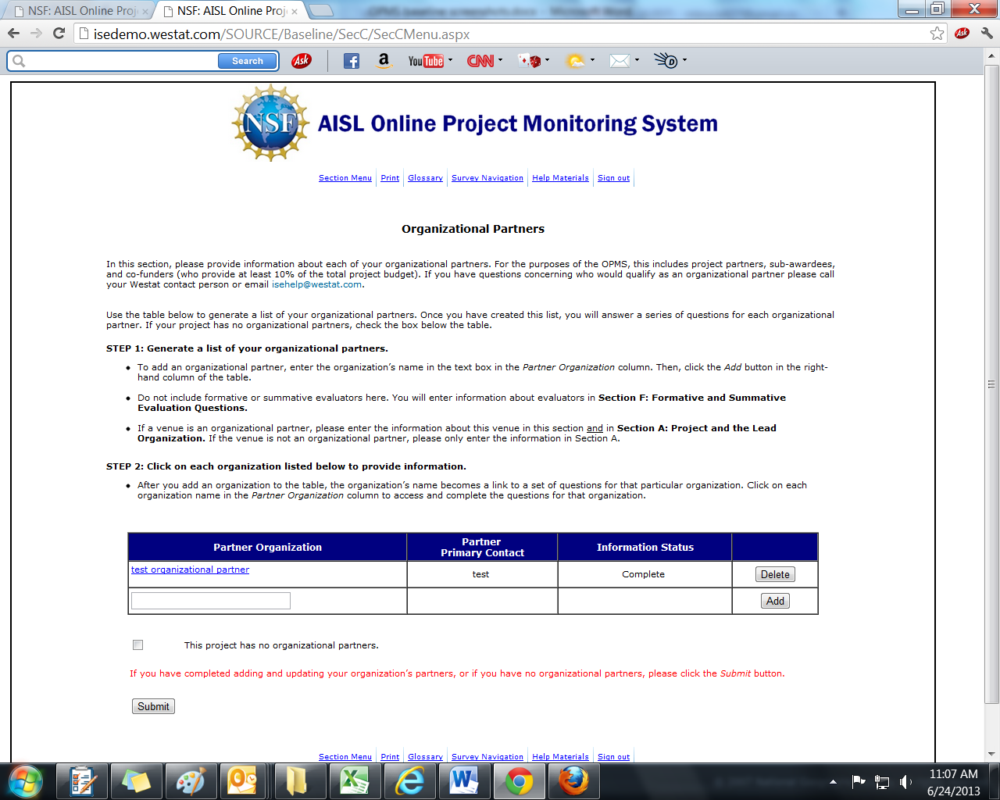 NSF: AISL Online Proj
NSF: AISL Online Proj
isedemo.westat.com/SOURCE/Baseline/SecC/SecCMenu.aspx
Ask
Search
Ask
a
YouTube
CNN
D
NSF
AISL Online Project Monitoring System
Section Menu Print Glossary Survey Navigation Help Materials Sign out
Organizational Partners
In this section, please provide information about each of your organizational partners. For the purposes of the OPMS, this includes project partners, sub-awardees,
and co-funders (who provide at least 10% of the total project budget). If you have questions concerning who would qualify as an organizational partner please call
your Westat contact person or email isehelp@westat.com.
Use the table below to generate a list of your organizational partners. Once you have created this list, you will answer a series of questions for each organizational
partner. If your project has no organizational partners, check the box below the table.
STEP 1: Generate a list of your organizational partners.
• To add an organizational partner, enter the organization's name in the text box in the Partner Organization column. Then, click the Add button in the right-
hand column of the table.
• Do not include formative or summative evaluators here. You will enter information about evaluators in Section F: Formative and Summative
Evaluation Questions.
• If a venue is an organizational partner, please enter the information about this venue in this section and in Section A: Project and the Lead
Organization. If the venue is not an organizational partner, please only enter the information in Section A.
STEP 2: Click on each organization listed below to provide information.
• After you add an organization to the table, the organization's name becomes a link to a set of questions for that particular organization. Click on each
organization name in the Partner Organization column to access and complete the questions for that organization.
Partner Organization
Partner
Primary Contact
Information Status
test organizational partner
test
Complete
Delete
Add
This project has no organizational partners.
If you have completed adding and updating your organization's partners, or if you have no organizational partners, please click the Submit button.
Submit
Section Menu Print Glossary Survey Navigation Help Materials Sign out
11:07 AM
6/24/2013